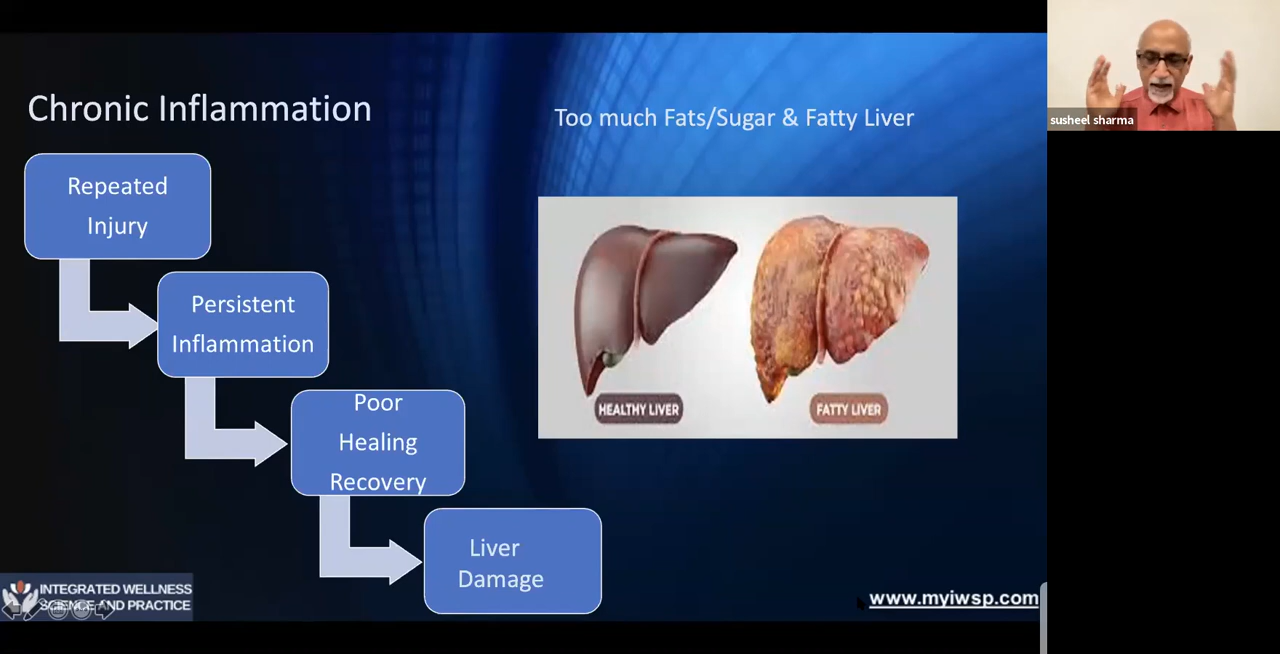 Chronic Inflammation
Too much Fats/Sugar & Fatty Liver
susheel sharma
Repeated
Injury
Persistent
Inflammation
Poor
Healing
Recovery
Liver
Damage
HEALTHY LIVER
FATTY LIVER
INTEGRATED WELLNESS
SCIENCE AND PRACTICE
www.myiwsp.com